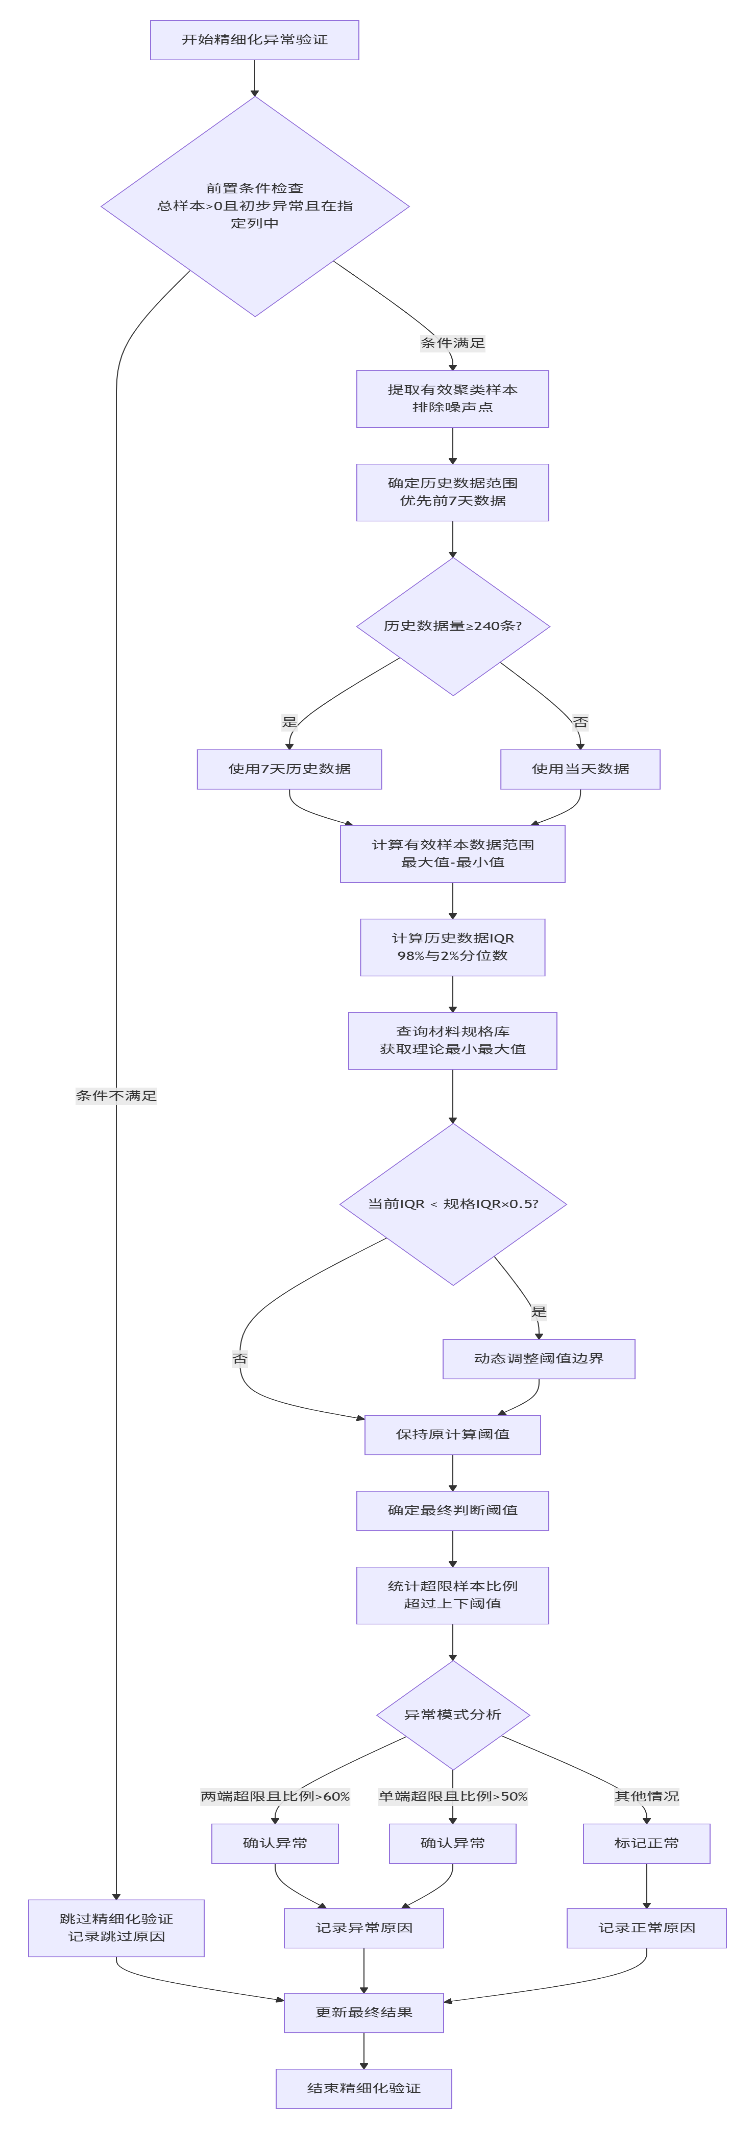 开始精细化异常验证
前置条件检查
总样本>0且初步异常且在指
定列中
条件满足
提取有效聚类样本
排除噪声点
确定历史数据范围
优先前7天数据
历史数据量≥240条?
是
否
使用7天历史数据
使用当天数据
计算有效样本数据范围
最大值-最小值
计算历史数据IQR
98%与2%分位数
查询材料规格库
获取理论最小最大值
条件不满足
当前IQR < 规格IQR×0.5?
是
否
动态调整阈值边界
保持原计算阈值
确定最终判断阈值
统计超限样本比例
超过上下阈值
异常模式分析
两端超限且比例>60%
单端超限且比例>50%
其他情况
确认异常
确认异常
标记正常
跳过精细化验证
记录跳过原因
记录异常原因
记录正常原因
更新最终结果
结束精细化验证